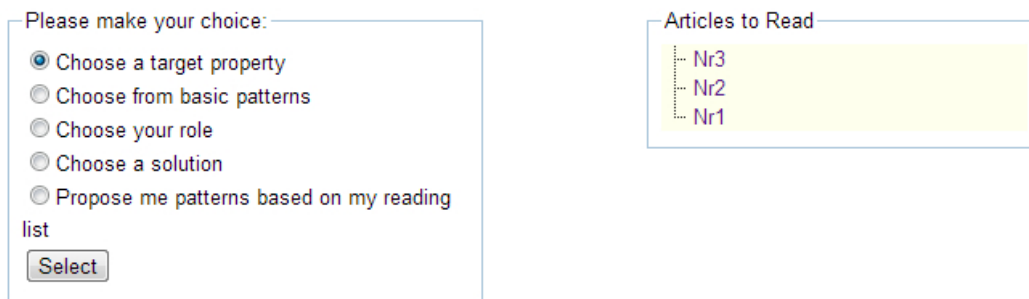 Please make your choice:
Choose a target property
Choose from basic patterns
Choose your role
Choose a solution
Propose me patterns based on my reading
list
Select
Articles to Read
Nr3
Nr2
Nr1